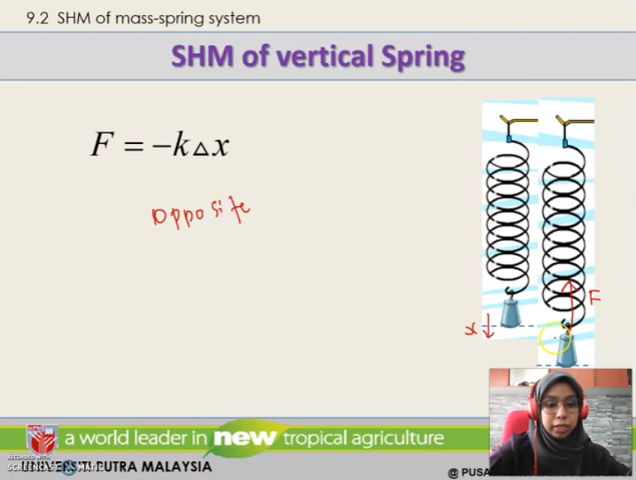 9.2 SHM of mass-spring system
SHM of vertical Spring
F = −k△x
opposite
F
x
a world leader in new tropical agriculture
RECORDED WITH
UNIVERSITI PUTRA MALAYSIA
@ PUSA